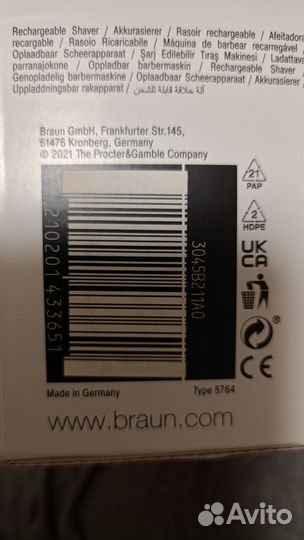 Rechargeable Shaver / Akkurasierer / Rasoir rechargeable / Afeitadora
recargable / Rasoio Ricaricabile / Máquina de barbear recarregável /
Oplaadbaar Scheerapparaat / Şarj Edilebilir Tıraş Makinesi / Ladattava
parranajokone / Oppladbar barbermaskin / Rechargeable Shaver /
Genopladelig barbermaskine / Oplaadbaar Scheerapparaat / Akkurasierer /
Uppladdningsbar rakapparat / آلة حلاقة قابلة للشحن
Braun GmbH, Frankfurter Str.145,
61476 Kronberg, Germany
© 2021 The Procter&Gamble Company
21
PAP
2
HDPE
UK
CA
210201433651
3045B211A0
CE
Made in Germany
Type 5764
www.braun.com
Avito